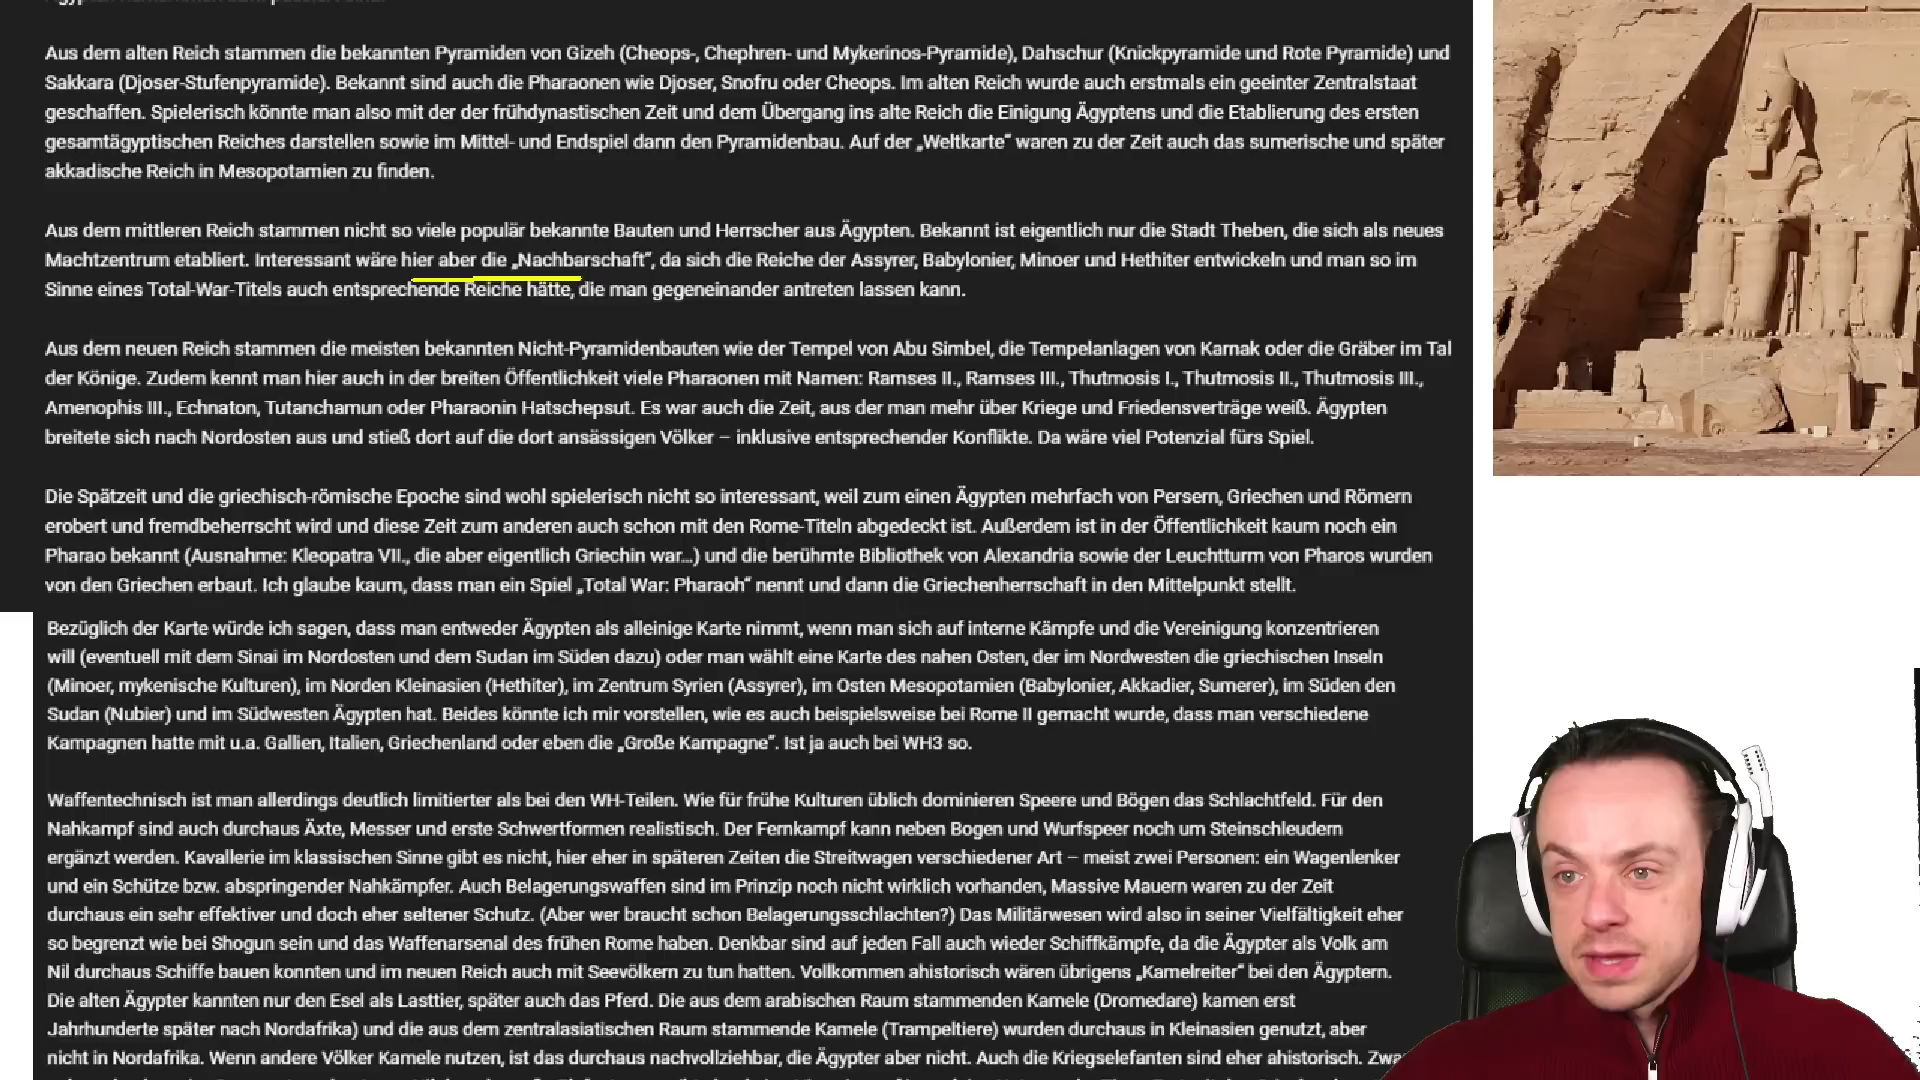 Aus dem alten Reich stammen die bekannten Pyramiden von Gizeh (Cheops-, Chephren- und Mykerinos-Pyramide), Dahschur (Knickpyramide und Rote Pyramide) und
Sakkara (Djoser-Stufenpyramide). Bekannt sind auch die Pharaonen wie Djoser, Snofru oder Cheops. Im alten Reich wurde auch erstmals ein geeinter Zentralstaat
geschaffen. Spielerisch könnte man also mit der der frühdynastischen Zeit und dem Übergang ins alte Reich die Einigung Ägyptens und die Etablierung des ersten
gesamtägyptischen Reiches darstellen sowie im Mittel- und Endspiel dann den Pyramidenbau. Auf der „Weltkarte“ waren zu der Zeit auch das sumerische und später
akkadische Reich in Mesopotamien zu finden.
Aus dem mittleren Reich stammen nicht so viele populär bekannte Bauten und Herrscher aus Ägypten. Bekannt ist eigentlich nur die Stadt Theben, die sich als neues
Machtzentrum etabliert. Interessant wäre hier aber die „Nachbarschaft“, da sich die Reiche der Assyrer, Babylonier, Minoer und Hethiter entwickeln und man so im
Sinne eines Total-War-Titels auch entsprechende Reiche hätte, die man gegeneinander antreten lassen kann.
Aus dem neuen Reich stammen die meisten bekannten Nicht-Pyramidenbauten wie der Tempel von Abu Simbel, die Tempelanlagen von Karnak oder die Gräber im Tal
der Könige. Zudem kennt man hier auch in der breiten Öffentlichkeit viele Pharaonen mit Namen: Ramses II., Ramses III., Thutmosis I., Thutmosis II., Thutmosis III.,
Amenophis III., Echnaton, Tutanchamun oder Pharaonin Hatschepsut. Es war auch die Zeit, aus der man mehr über Kriege und Friedensverträge weiß. Ägypten
breitete sich nach Nordosten aus und stieß dort auf die dort ansässigen Völker – inklusive entsprechender Konflikte. Da wäre viel Potenzial fürs Spiel.
Die Spätzeit und die griechisch-römische Epoche sind wohl spielerisch nicht so interessant, weil zum einen Ägypten mehrfach von Persern, Griechen und Römern
erobert und fremdbeherrscht wird und diese Zeit zum anderen auch schon mit den Rome-Titeln abgedeckt ist. Außerdem ist in der Öffentlichkeit kaum noch ein
Pharao bekannt (Ausnahme: Kleopatra VII., die aber eigentlich Griechin war...) und die berühmte Bibliothek von Alexandria sowie der Leuchtturm von Pharos wurden
von den Griechen erbaut. Ich glaube kaum, dass man ein Spiel „Total War: Pharaoh“ nennt und dann die Griechenherrschaft in den Mittelpunkt stellt.
Bezüglich der Karte würde ich sagen, dass man entweder Ägypten als alleinige Karte nimmt, wenn man sich auf interne Kämpfe und die Vereinigung konzentrieren
will (eventuell mit dem Sinai im Nordosten und dem Sudan im Süden dazu) oder man wählt eine Karte des nahen Osten, der im Nordwesten die griechischen Inseln
(Minoer, mykenische Kulturen), im Norden Kleinasien (Hethiter), im Zentrum Syrien (Assyrer), im Osten Mesopotamien (Babylonier, Akkadier, Sumerer), im Süden den
Sudan (Nubier) und im Südwesten Ägypten hat. Beides könnte ich mir vorstellen, wie es auch beispielsweise bei Rome II gemacht wurde, dass man verschiedene
Kampagnen hatte mit u.a. Gallien, Italien, Griechenland oder eben die „Große Kampagne“. Ist ja auch bei WH3 so.
Waffentechnisch ist man allerdings deutlich limitierter als bei den WH-Teilen. Wie für frühe Kulturen üblich dominieren Speere und Bögen das Schlachtfeld. Für den
Nahkampf sind auch durchaus Äxte, Messer und erste Schwertformen realistisch. Der Fernkampf kann neben Bogen und Wurfspeer noch um Steinschleudern
ergänzt werden. Kavallerie im klassischen Sinne gibt es nicht, hier eher in späteren Zeiten die Streitwagen verschiedener Art – meist zwei Personen: ein Wagenlenker
und ein Schütze bzw. abspringender Nahkämpfer. Auch Belagerungswaffen sind im Prinzip noch nicht wirklich vorhanden, Massive Mauern waren zu der Zeit
durchaus ein sehr effektiver und doch eher seltener Schutz. (Aber wer braucht schon Belagerungsschlachten?) Das Militärwesen wird also in seiner Vielfältigkeit eher
so begrenzt wie bei Shogun sein und das Waffenarsenal des frühen Rome haben. Denkbar sind auf jeden Fall auch wieder Schiffkämpfe, da die Ägypter als Volk am
Nil durchaus Schiffe bauen konnten und im neuen Reich auch mit Seevölkern zu tun hatten. Vollkommen ahistorisch wären übrigens „Kamelreiter“ bei den Ägyptern.
Die alten Ägypter kannten nur den Esel als Lasttier, später auch das Pferd. Die aus dem arabischen Raum stammenden Kamele (Dromedare) kamen erst
Jahrhunderte später nach Nordafrika) und die aus dem zentralasiatischen Raum stammende Kamele (Trampeltiere) wurden durchaus in Kleinasien genutzt, aber
nicht in Nordafrika. Wenn andere Völker Kamele nutzen, ist das durchaus nachvollziehbar, die Ägypter aber nicht. Auch die Kriegselefanten sind eher ahistorisch.